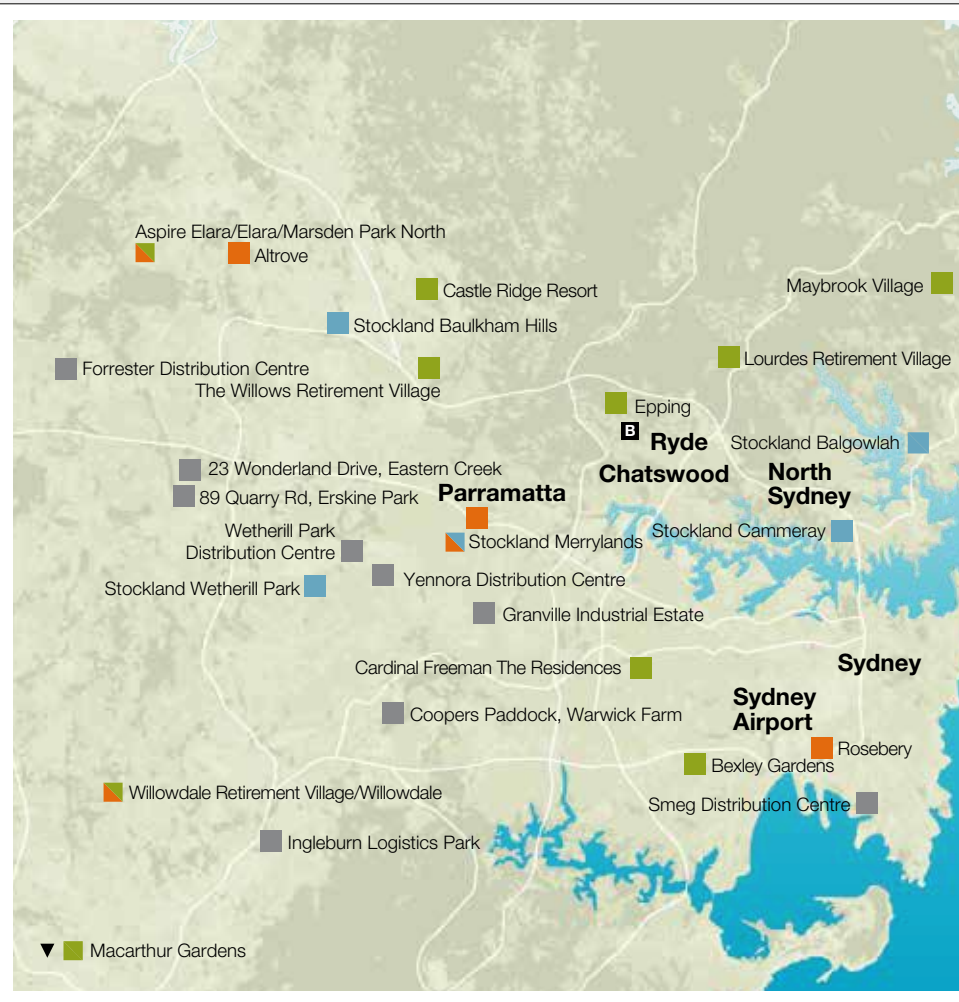 Aspire Elara/Elara/Marsden Park North
Altrove
Castle Ridge Resort
Maybrook Village
Stockland Baulkham Hills
Lourdes Retirement Village
Forrester Distribution Centre
The Willows Retirement Village
Epping
B
Ryde
Stockland Balgowlah
Chatswood
North
Sydney
23 Wonderland Drive, Eastern Creek
89 Quarry Rd, Erskine Park
Parramatta
Wetherill Park
Distribution Centre
Stockland Merrylands
Stockland Cammeray
Stockland Wetherill Park
Yennora Distribution Centre
Granville Industrial Estate
Cardinal Freeman The Residences
Sydney
Sydney
Airport
Coopers Paddock, Warwick Farm
Rosebery
Bexley Gardens
Willowdale Retirement Village/Willowdale
Smeg Distribution Centre
Ingleburn Logistics Park
Macarthur Gardens